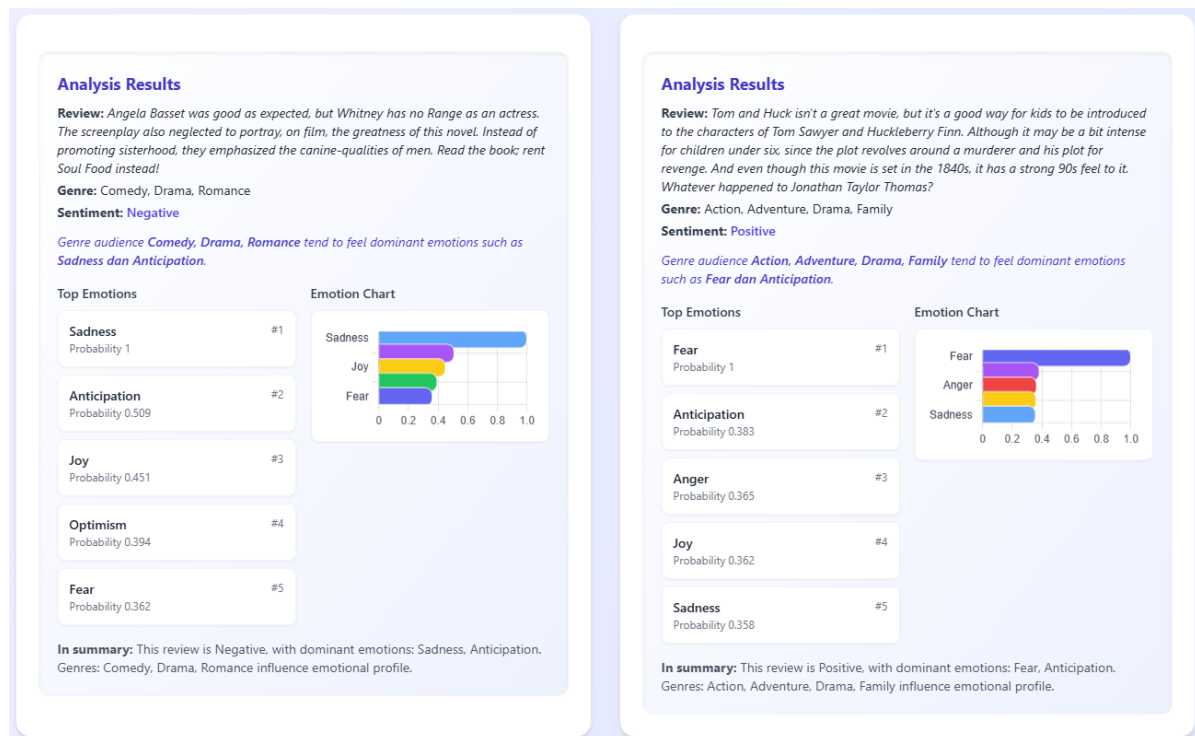 Analysis Results
Review: Angela Basset was good as expected, but Whitney has no Range as an actress.
The screenplay also neglected to portray, on film, the greatness of this novel. Instead of
promoting sisterhood, they emphasized the canine-qualities of men. Read the book; rent
Soul Food instead!
Genre: Comedy, Drama, Romance
Sentiment: Negative
Genre audience Comedy, Drama, Romance tend to feel dominant emotions such as
Sadness dan Anticipation.
Top Emotions
Sadness
#1
Probability 1
Anticipation
#2
Probability 0.509
Joy
#3
Probability 0.451
Optimism
#4
Probability 0.394
Fear
#5
Probability 0.362
Emotion Chart
Sadness
Joy
Fear
0 0.2 0.4 0.6 0.8 1.0
In summary: This review is Negative, with dominant emotions: Sadness, Anticipation.
Genres: Comedy, Drama, Romance influence emotional profile.
Analysis Results
Review: Tom and Huck isn't a great movie, but it's a good way for kids to be introduced
to the characters of Tom Sawyer and Huckleberry Finn. Although it may be a bit intense
for children under six, since the plot revolves around a murderer and his plot for
revenge. And even though this movie is set in the 1840s, it has a strong 90s feel to it.
Whatever happened to Jonathan Taylor Thomas?
Genre: Action, Adventure, Drama, Family
Sentiment: Positive
Genre audience Action, Adventure, Drama, Family tend to feel dominant emotions
such as Fear dan Anticipation.
Top Emotions
Fear
#1
Probability 1
Anticipation
#2
Probability 0.383
Anger
#3
Probability 0.365
Joy
#4
Probability 0.362
Sadness
#5
Probability 0.358
Emotion Chart
Fear
Anger
Sadness
0 0.2 0.4 0.6 0.8 1.0
In summary: This review is Positive, with dominant emotions: Fear, Anticipation.
Genres: Action, Adventure, Drama, Family influence emotional profile.